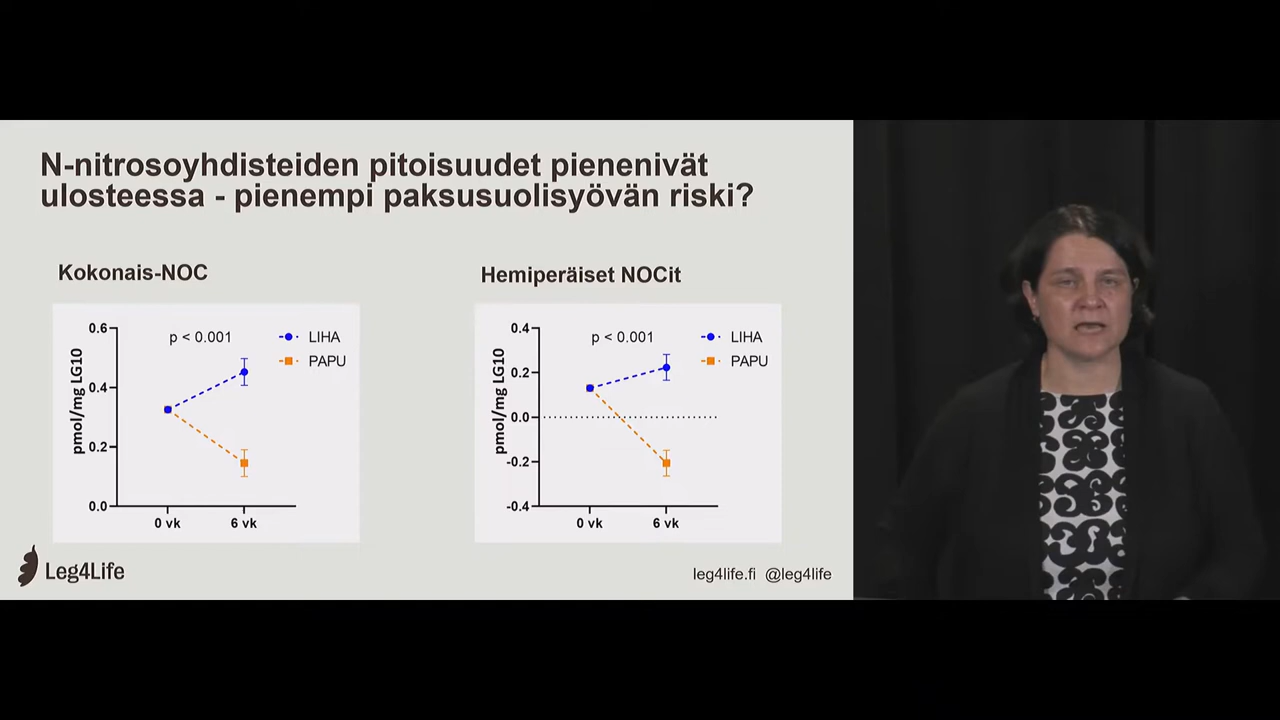 N-nitrosoyhdisteiden pitoisuudet pienenivät
ulosteessa - pienempi paksusuolisyövän riski?
Kokonais-NOC
pmol/mg LG10
0.6
0.4
0.2
0.0
p < 0.001
LIHA
PAPU
0 vk
6 vk
Hemiperäiset NOCit
pmol/mg LG10
0.4
0.2
0.0
-0.2
-0.4
p < 0.001
LIHA
PAPU
0 vk
6 vk
Leg4Life
leg4life.fi @leg4life